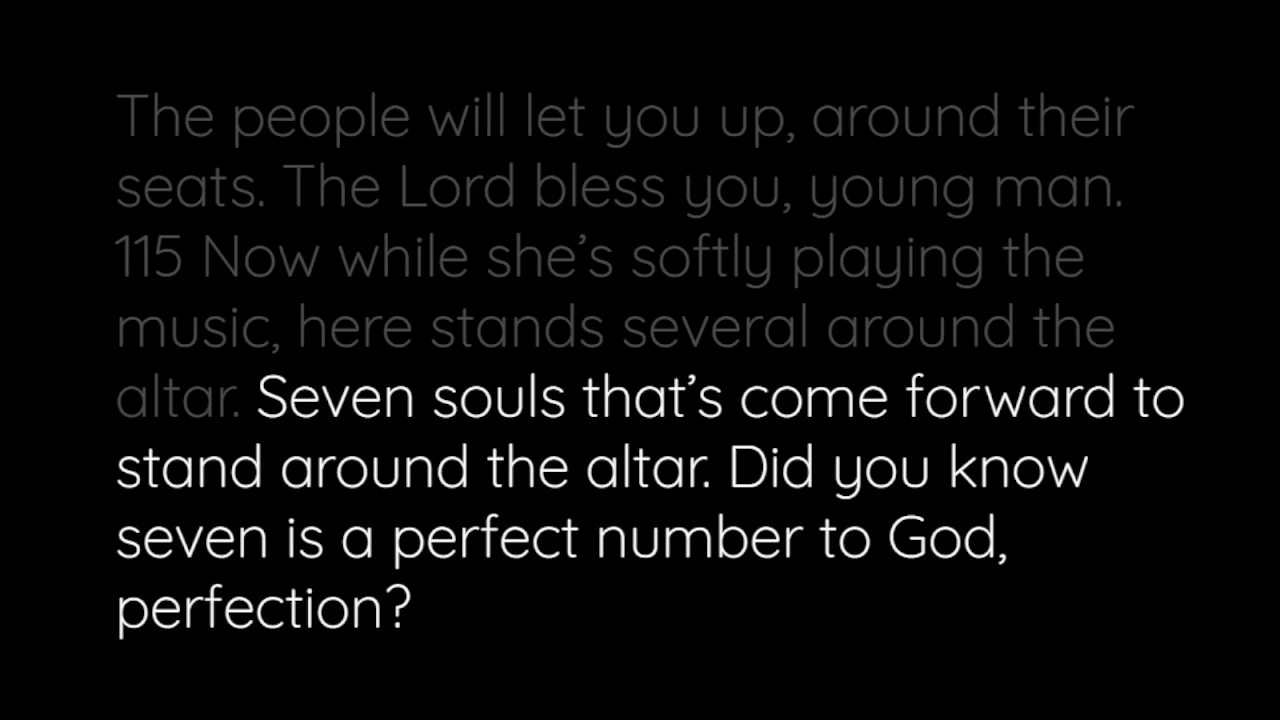 The people will let you up, around their
seats. The Lord bless you, young man.
115 Now while she’s softly playing the
music, here stands several around the
altar. Seven souls that’s come forward to
stand around the altar. Did you know
seven is a perfect number to God,
perfection?